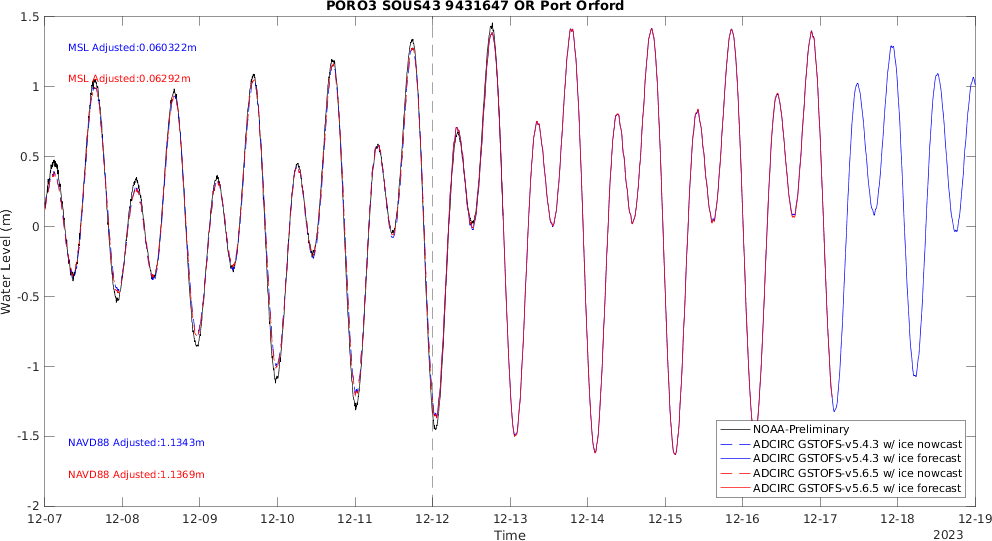 PORO3 SOUS43 9431647 OR Port Orford
MSL Adjusted:0.060322m
MSL Adjusted:0.06292m
NAVD88 Adjusted:1.1343m
NAVD88 Adjusted:1.1369m
Water Level (m)
1.5
1
0.5
0
-0.5
-1
-1.5
-2
NOAA-Preliminary
ADCIRC GSTOFS-v5.4.3 w/ ice nowcast
ADCIRC GSTOFS-v5.4.3 w/ ice forecast
ADCIRC GSTOFS-v5.6.5 w/ ice nowcast
ADCIRC GSTOFS-v5.6.5 w/ ice forecast
12-07 12-08 12-09 12-10 12-11 12-12 12-13 12-14 12-15 12-16 12-17 12-18 12-19
Time
2023